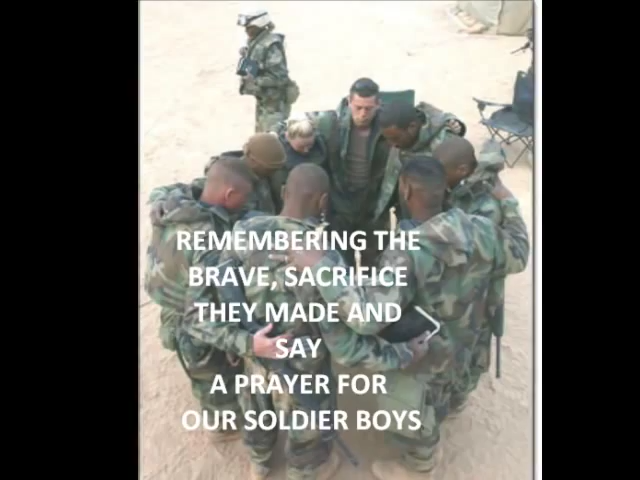 REMEMBERING THE
BRAVE, SACRIFICE
THEY MADE AND
SAY
A PRAYER FOR
OUR SOLDIER BOYS